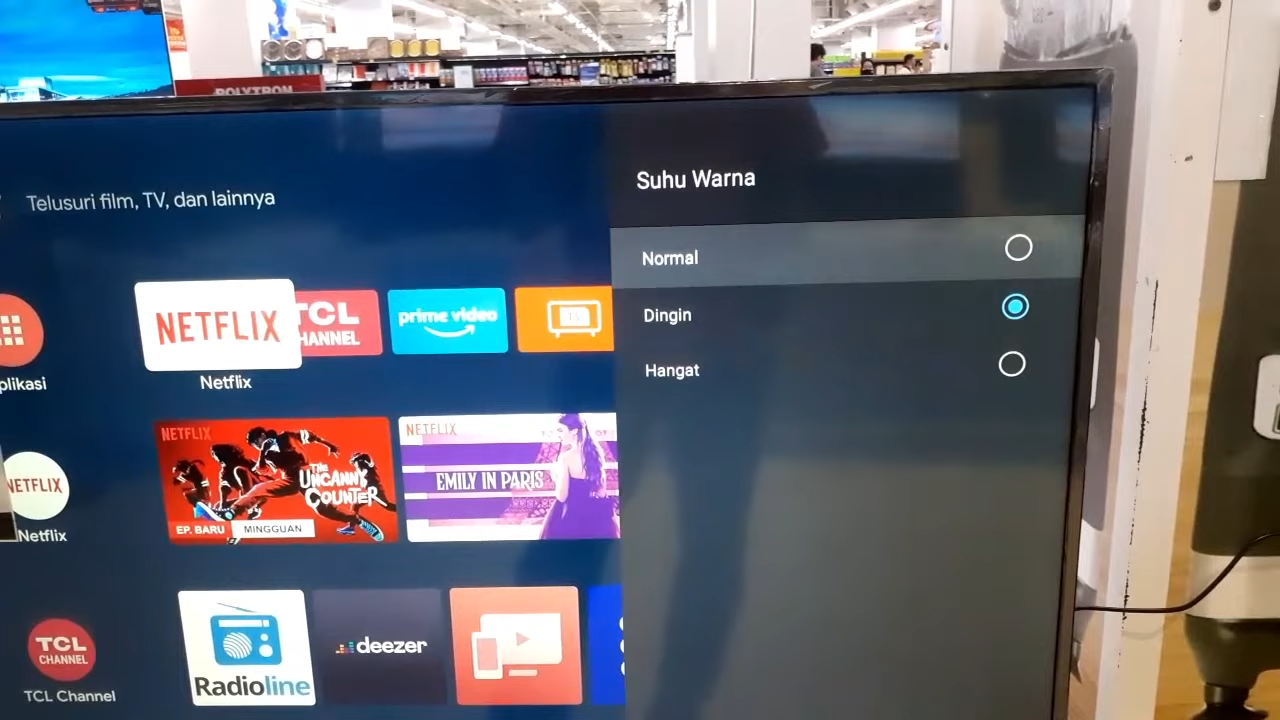 POLYTRON
Telusuri film, TV, dan lainnya
Suhu Warna
Normal
Dingin
Hangat
NETFLIX
TCL
CHANNEL
prime video
plikasi
Netflix
NETFLIX
THE
UNCANNY
COUNTER
EP. BARU
MINGGUAN
NETFLIX
EMILY IN PARIS
NETFLIX
Netflix
TCL
CHANNEL
TCL Channel
Radioline
deezer